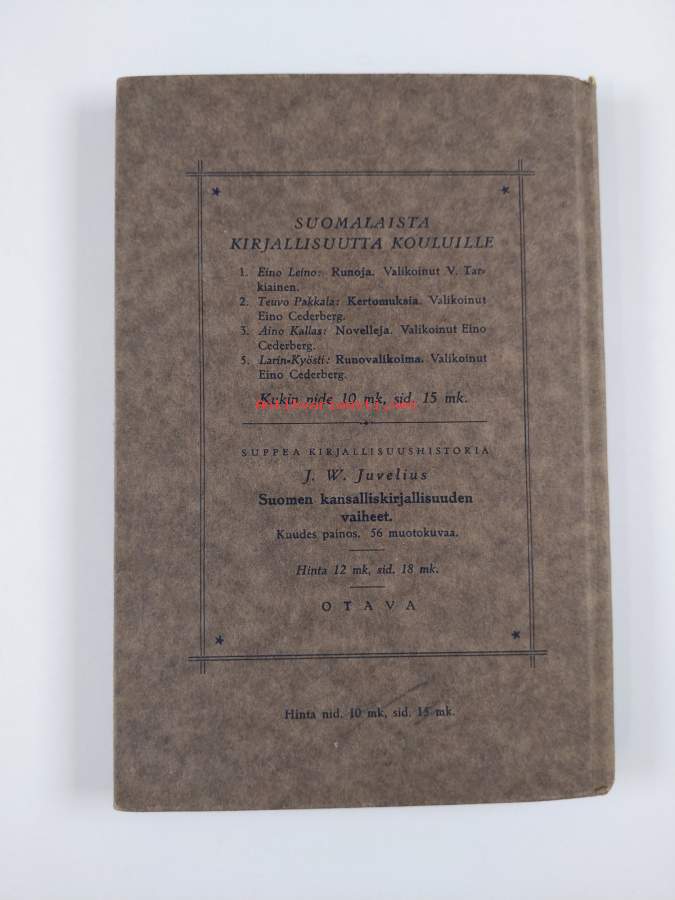 SUOMALAISTA
KIRJALLISUUTTA KOULUILLE
1. Eino Leino: Runoja. Valikoinut V. Tar-
kiainen.
2. Teuvo Pakkala: Kertomuksia. Valikoinut
Eino Cederberg.
3. Aino Kallas: Novelleja. Valikoinut Eino
Cederberg.
5. Larin-Kyösti: Runovalikoima. Valikoinut
Eino Cederberg.
Kukin nide 10 mk, sid. 15 mk.
SUPPEA KIRJALLISUUSHISTORIA
J. W. Juvelius
Suomen kansalliskirjallisuuden
vaiheet.
Kuudes painos. 56 muotokuvaa.
Hinta 12 mk, sid. 18 mk.
OTAVA
Hinta nid. 10 mk, sid. 15 mk.